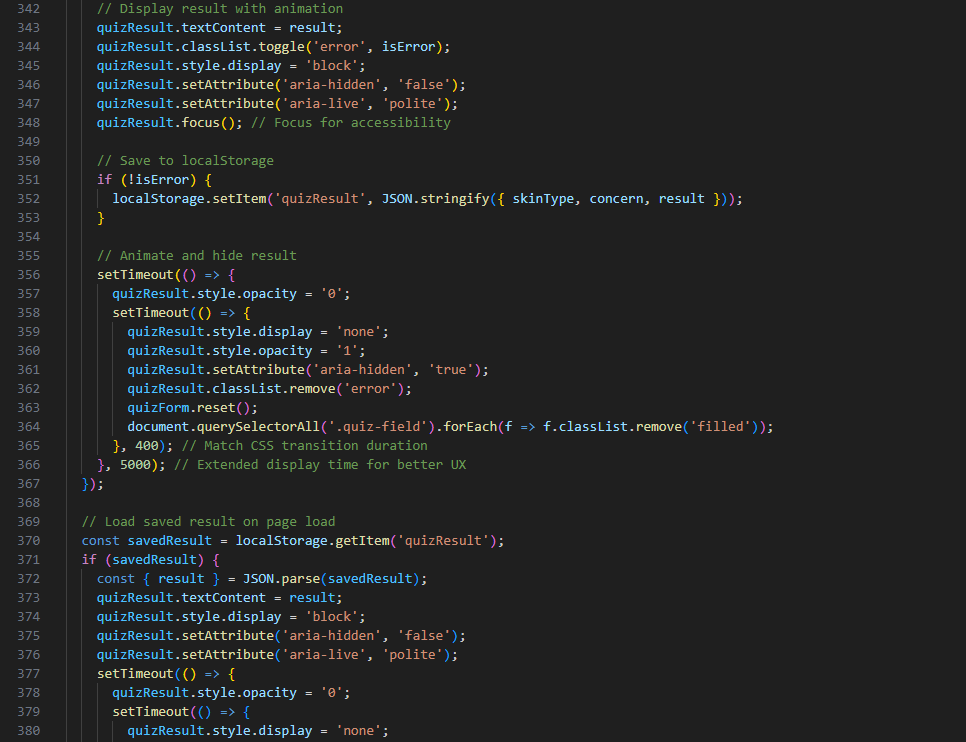 342 // Display result with animation
343 quizResult.textContent = result;
344 quizResult.classList.toggle('error', isError);
345 quizResult.style.display = 'block';
346 quizResult.setAttribute('aria-hidden', 'false');
347 quizResult.setAttribute('aria-live', 'polite');
348 quizResult.focus(); // Focus for accessibility
349
350 // Save to localStorage
351 if (!isError) {
352 localStorage.setItem('quizResult', JSON.stringify({ skinType, concern, result }));
353 }
354
355 // Animate and hide result
356 setTimeout(() => {
357 quizResult.style.opacity = '0';
358 setTimeout(() => {
359 quizResult.style.display = 'none';
360 quizResult.style.opacity = '1';
361 quizResult.setAttribute('aria-hidden', 'true');
362 quizResult.classList.remove('error');
363 quizForm.reset();
364 document.querySelectorAll('.quiz-field').forEach(f => f.classList.remove('filled'));
365 }, 400); // Match CSS transition duration
366 }, 5000); // Extended display time for better UX
367 });
368
369 // Load saved result on page load
370 const savedResult = localStorage.getItem('quizResult');
371 if (savedResult) {
372 const { result } = JSON.parse(savedResult);
373 quizResult.textContent = result;
374 quizResult.style.display = 'block';
375 quizResult.setAttribute('aria-hidden', 'false');
376 quizResult.setAttribute('aria-live', 'polite');
377 setTimeout(() => {
378 quizResult.style.opacity = '0';
379 setTimeout(() => {
380 quizResult.style.display = 'none';